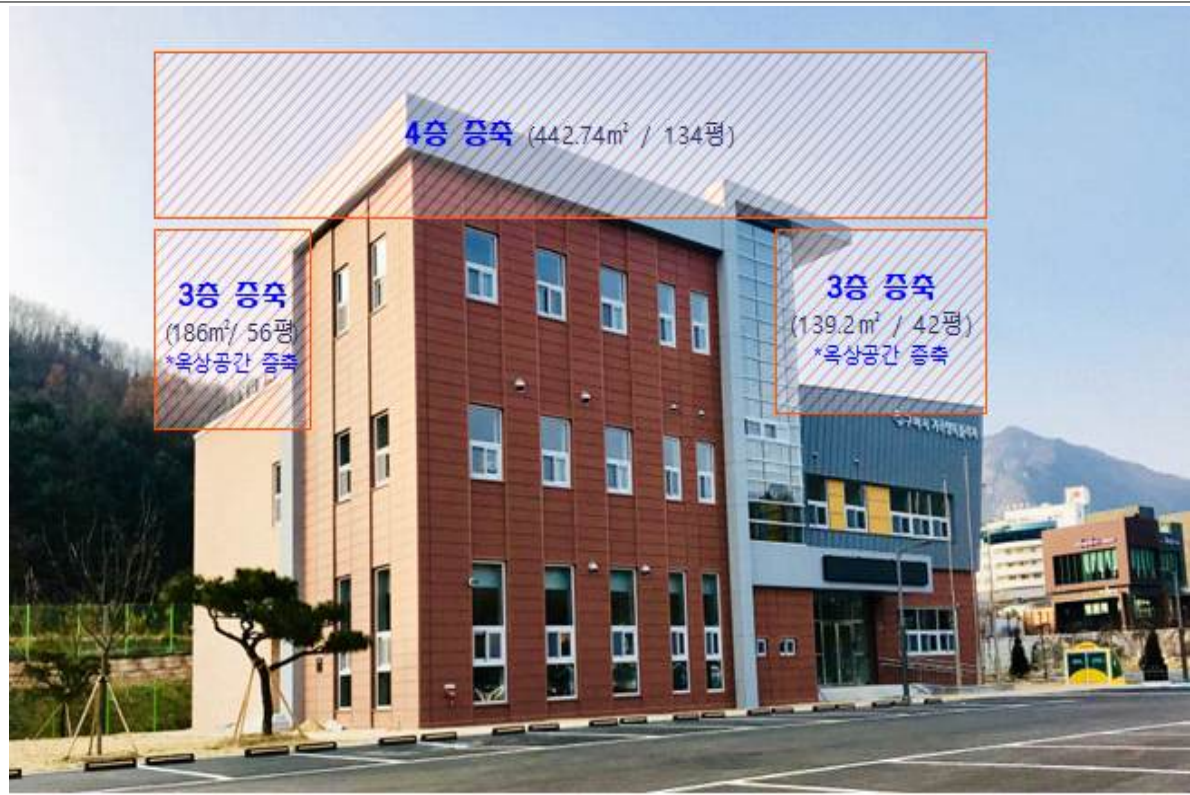 4층 증축 (442.74㎡ / 134평)
3층 증축
(186㎡/ 56평)
*옥상공간 증축
3층 증축
(139.2㎡ / 42평)
*옥상공간 증축